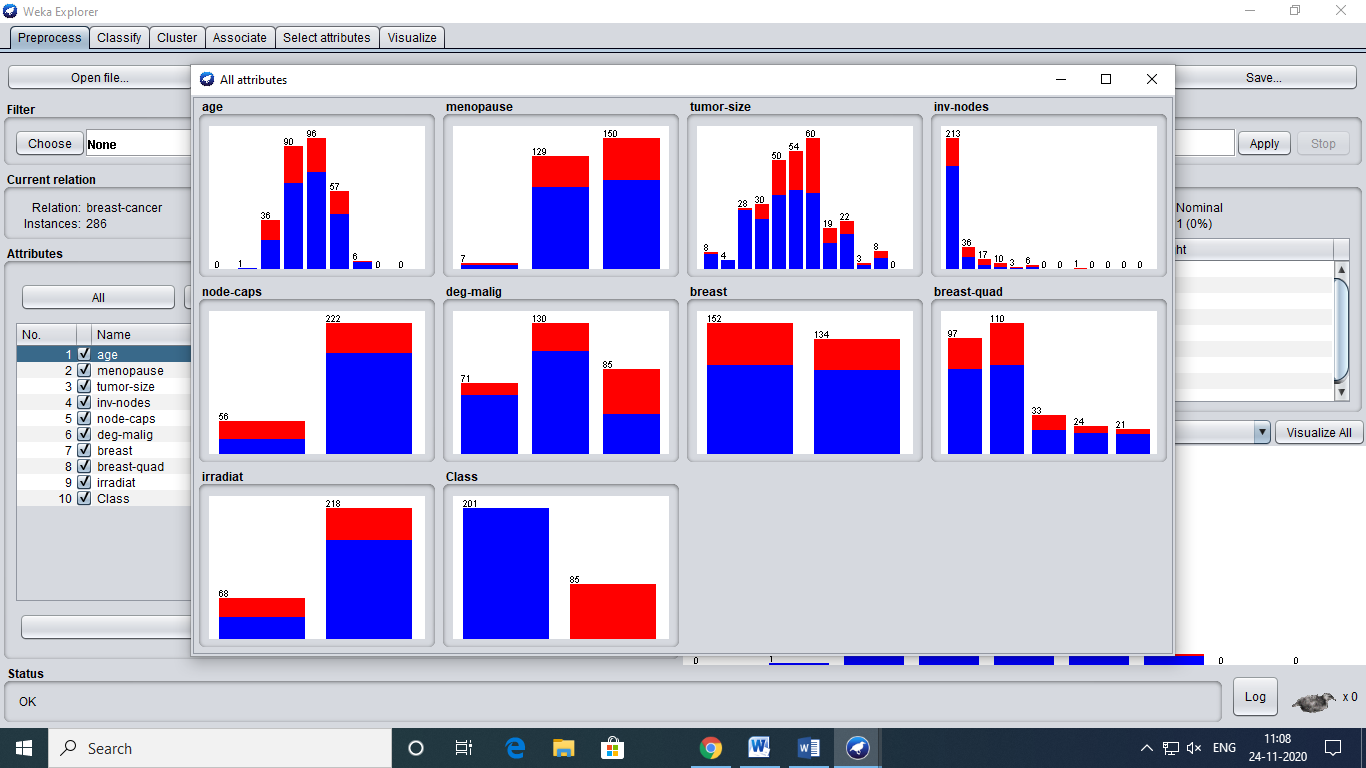 Weka Explorer
Preprocess Classify Cluster Associate Select attributes Visualize
Open file...
Save...
Filter
Choose None
Apply Stop
Current relation
Relation: breast-cancer
Instances: 286
Attributes
All
No. Name
1 age
2 menopause
3 tumor-size
4 inv-nodes
5 node-caps
6 deg-malig
7 breast
8 breast-quad
9 irradiat
10 Class
Nominal
1 (0%)
ht
Visualize All
All attributes
age
0 1 36 90 96 57 6 0 0
menopause
7 129 150
tumor-size
8 4 28 30 50 54 60 19 22 3 8 0
inv-nodes
213 36 17 10 3 6 0 0 1 0 0 0 0
node-caps
56 222
deg-malig
71 130 85
breast
152 134
breast-quad
97 110 33 24 21
irradiat
68 218
Class
201 85
0 1 0 0
Status
OK
Log
x 0
Search
ENG
11:08
24-11-2020